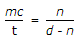 mc/t = n/d - n